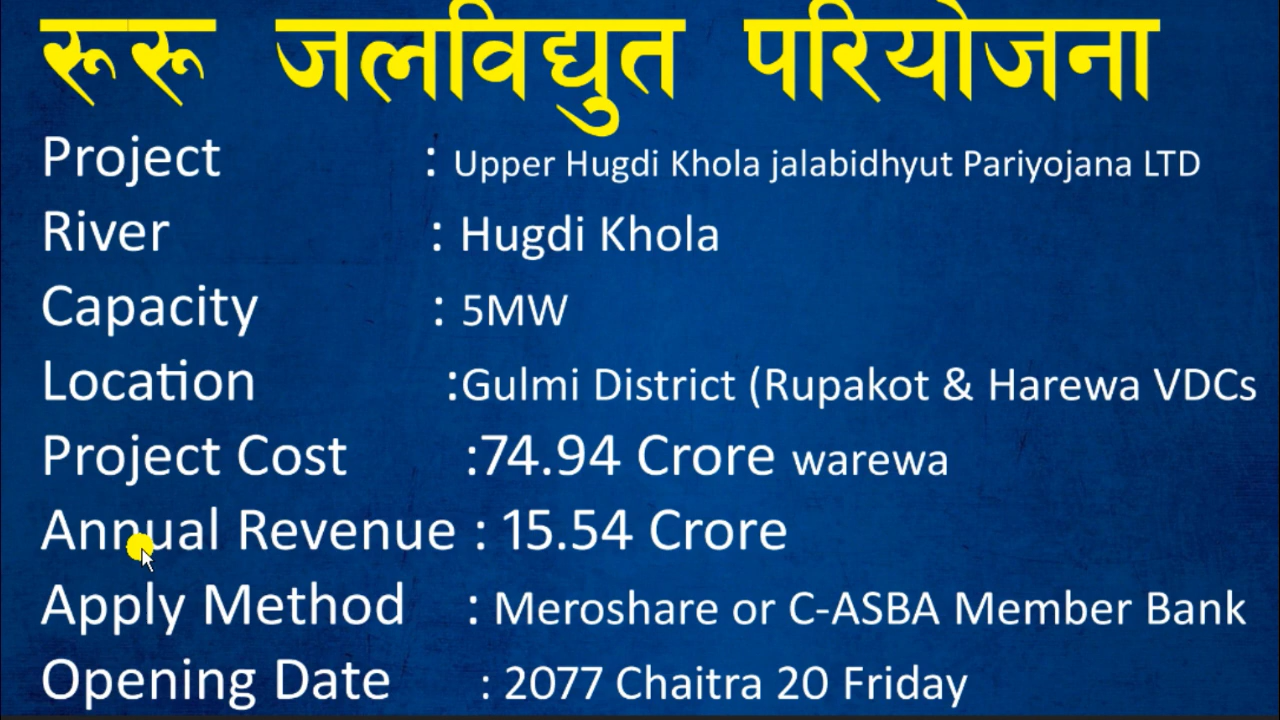 रूरू जलविद्युत परियोजना
Project : Upper Hugdi Khola jalabidhyut Pariyojana LTD
River : Hugdi Khola
Capacity : 5MW
Location :Gulmi District (Rupakot & Harewa VDCs
Project Cost :74.94 Crore warewa
Annual Revenue : 15.54 Crore
Apply Method : Meroshare or C-ASBA Member Bank
Opening Date : 2077 Chaitra 20 Friday